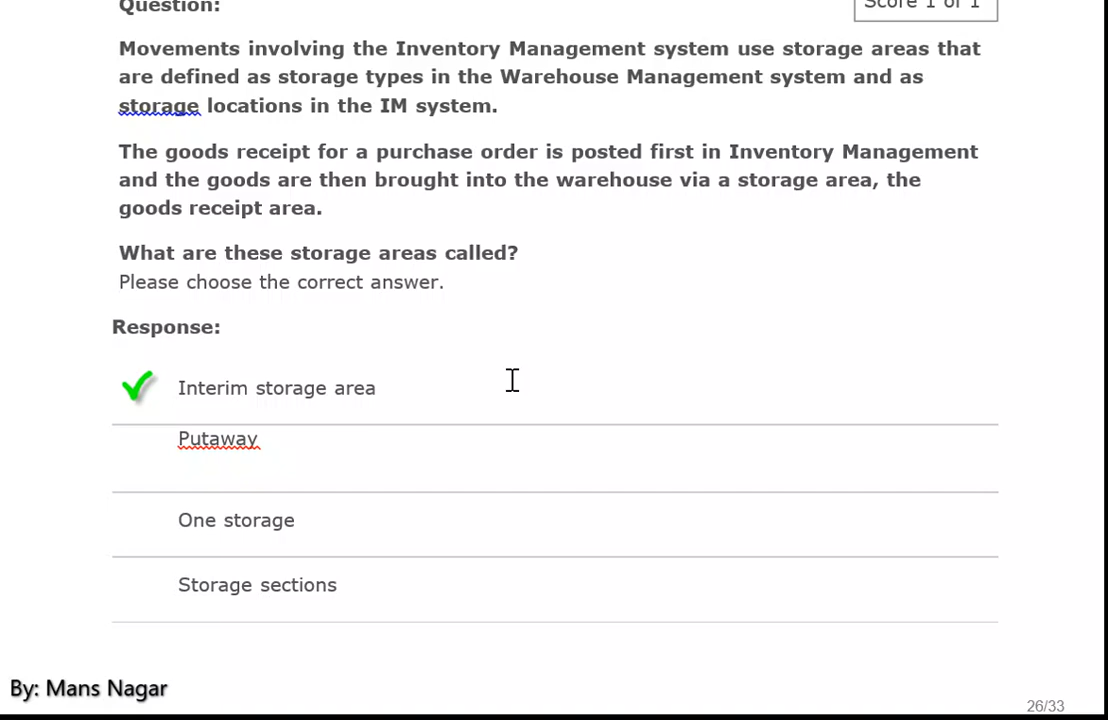 Question:
Score 1 of 1
Movements involving the Inventory Management system use storage areas that
are defined as storage types in the Warehouse Management system and as
storage locations in the IM system.
The goods receipt for a purchase order is posted first in Inventory Management
and the goods are then brought into the warehouse via a storage area, the
goods receipt area.
What are these storage areas called?
Please choose the correct answer.
Response:
Interim storage area
Putaway
One storage
Storage sections
By: Mans Nagar
26/33